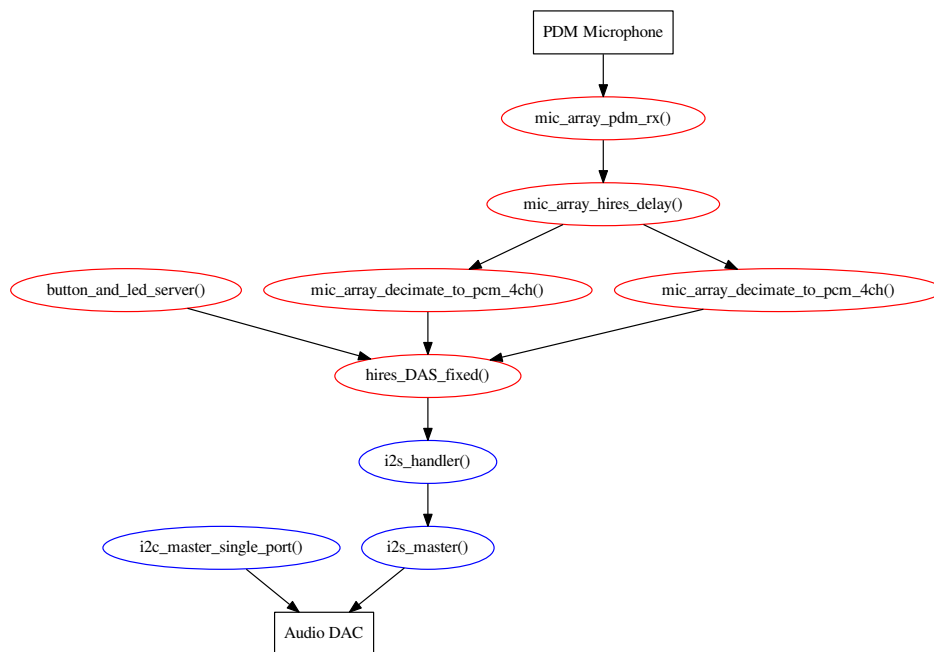 PDM Microphone
mic_array_pdm_rx()
mic_array_hires_delay()
button_and_led_server()
mic_array_decimate_to_pcm_4ch()
mic_array_decimate_to_pcm_4ch()
hires_DAS_fixed()
i2s_handler()
i2c_master_single_port()
i2s_master()
Audio DAC